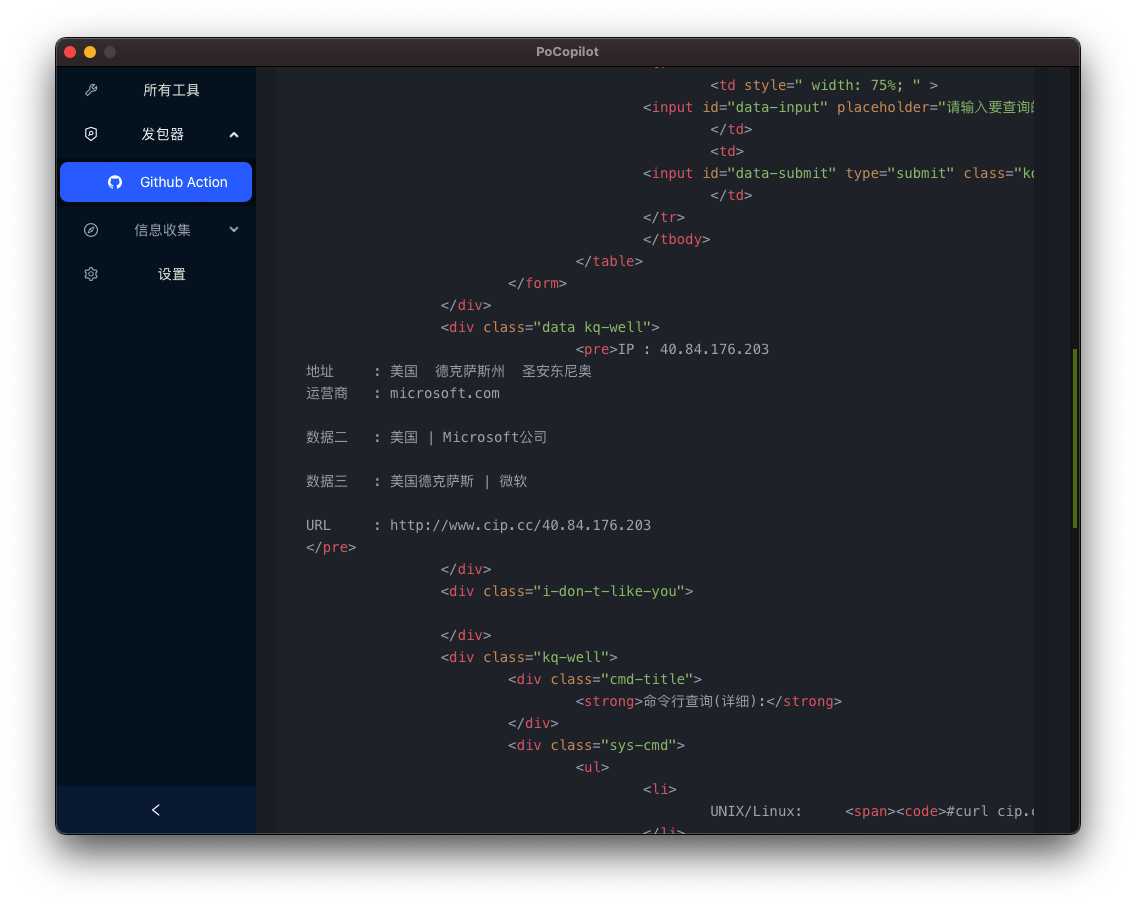 PoCopilot
所有工具
发包器
Github Action
信息收集
设置
<td style=" width: 75%; " >
<input id="data-input" placeholder="请输入要查询的
</td>
<td>
<input id="data-submit" type="submit" class="kq
</td>
</tr>
</tbody>
</table>
</form>
</div>
<div class="data kq-well">
<pre>IP : 40.84.176.203
地址 : 美国 德克萨斯州 圣安东尼奥
运营商 : microsoft.com
数据二 : 美国 | Microsoft公司
数据三 : 美国德克萨斯 | 微软
URL : http://www.cip.cc/40.84.176.203
</pre>
</div>
<div class="i-don-t-like-you">
</div>
<div class="kq-well">
<div class="cmd-title">
<strong>命令行查询(详细):</strong>
</div>
<div class="sys-cmd">
<ul>
<li>
UNIX/Linux: <span><code>#curl cip.c
</li>